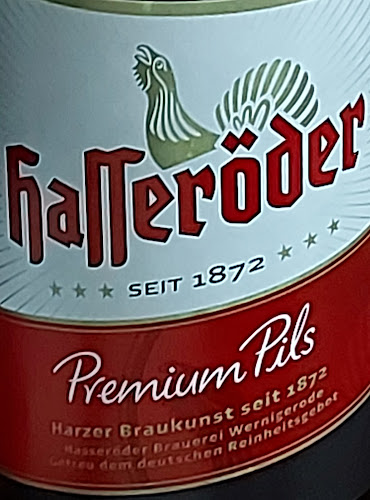 Hasseröder
SEIT 1872
Premium Pils
Harzer Braukunst seit 1872
Hasseröder Brauerei Wernigerode
Getreu dem deutschen Reinheitsgebot